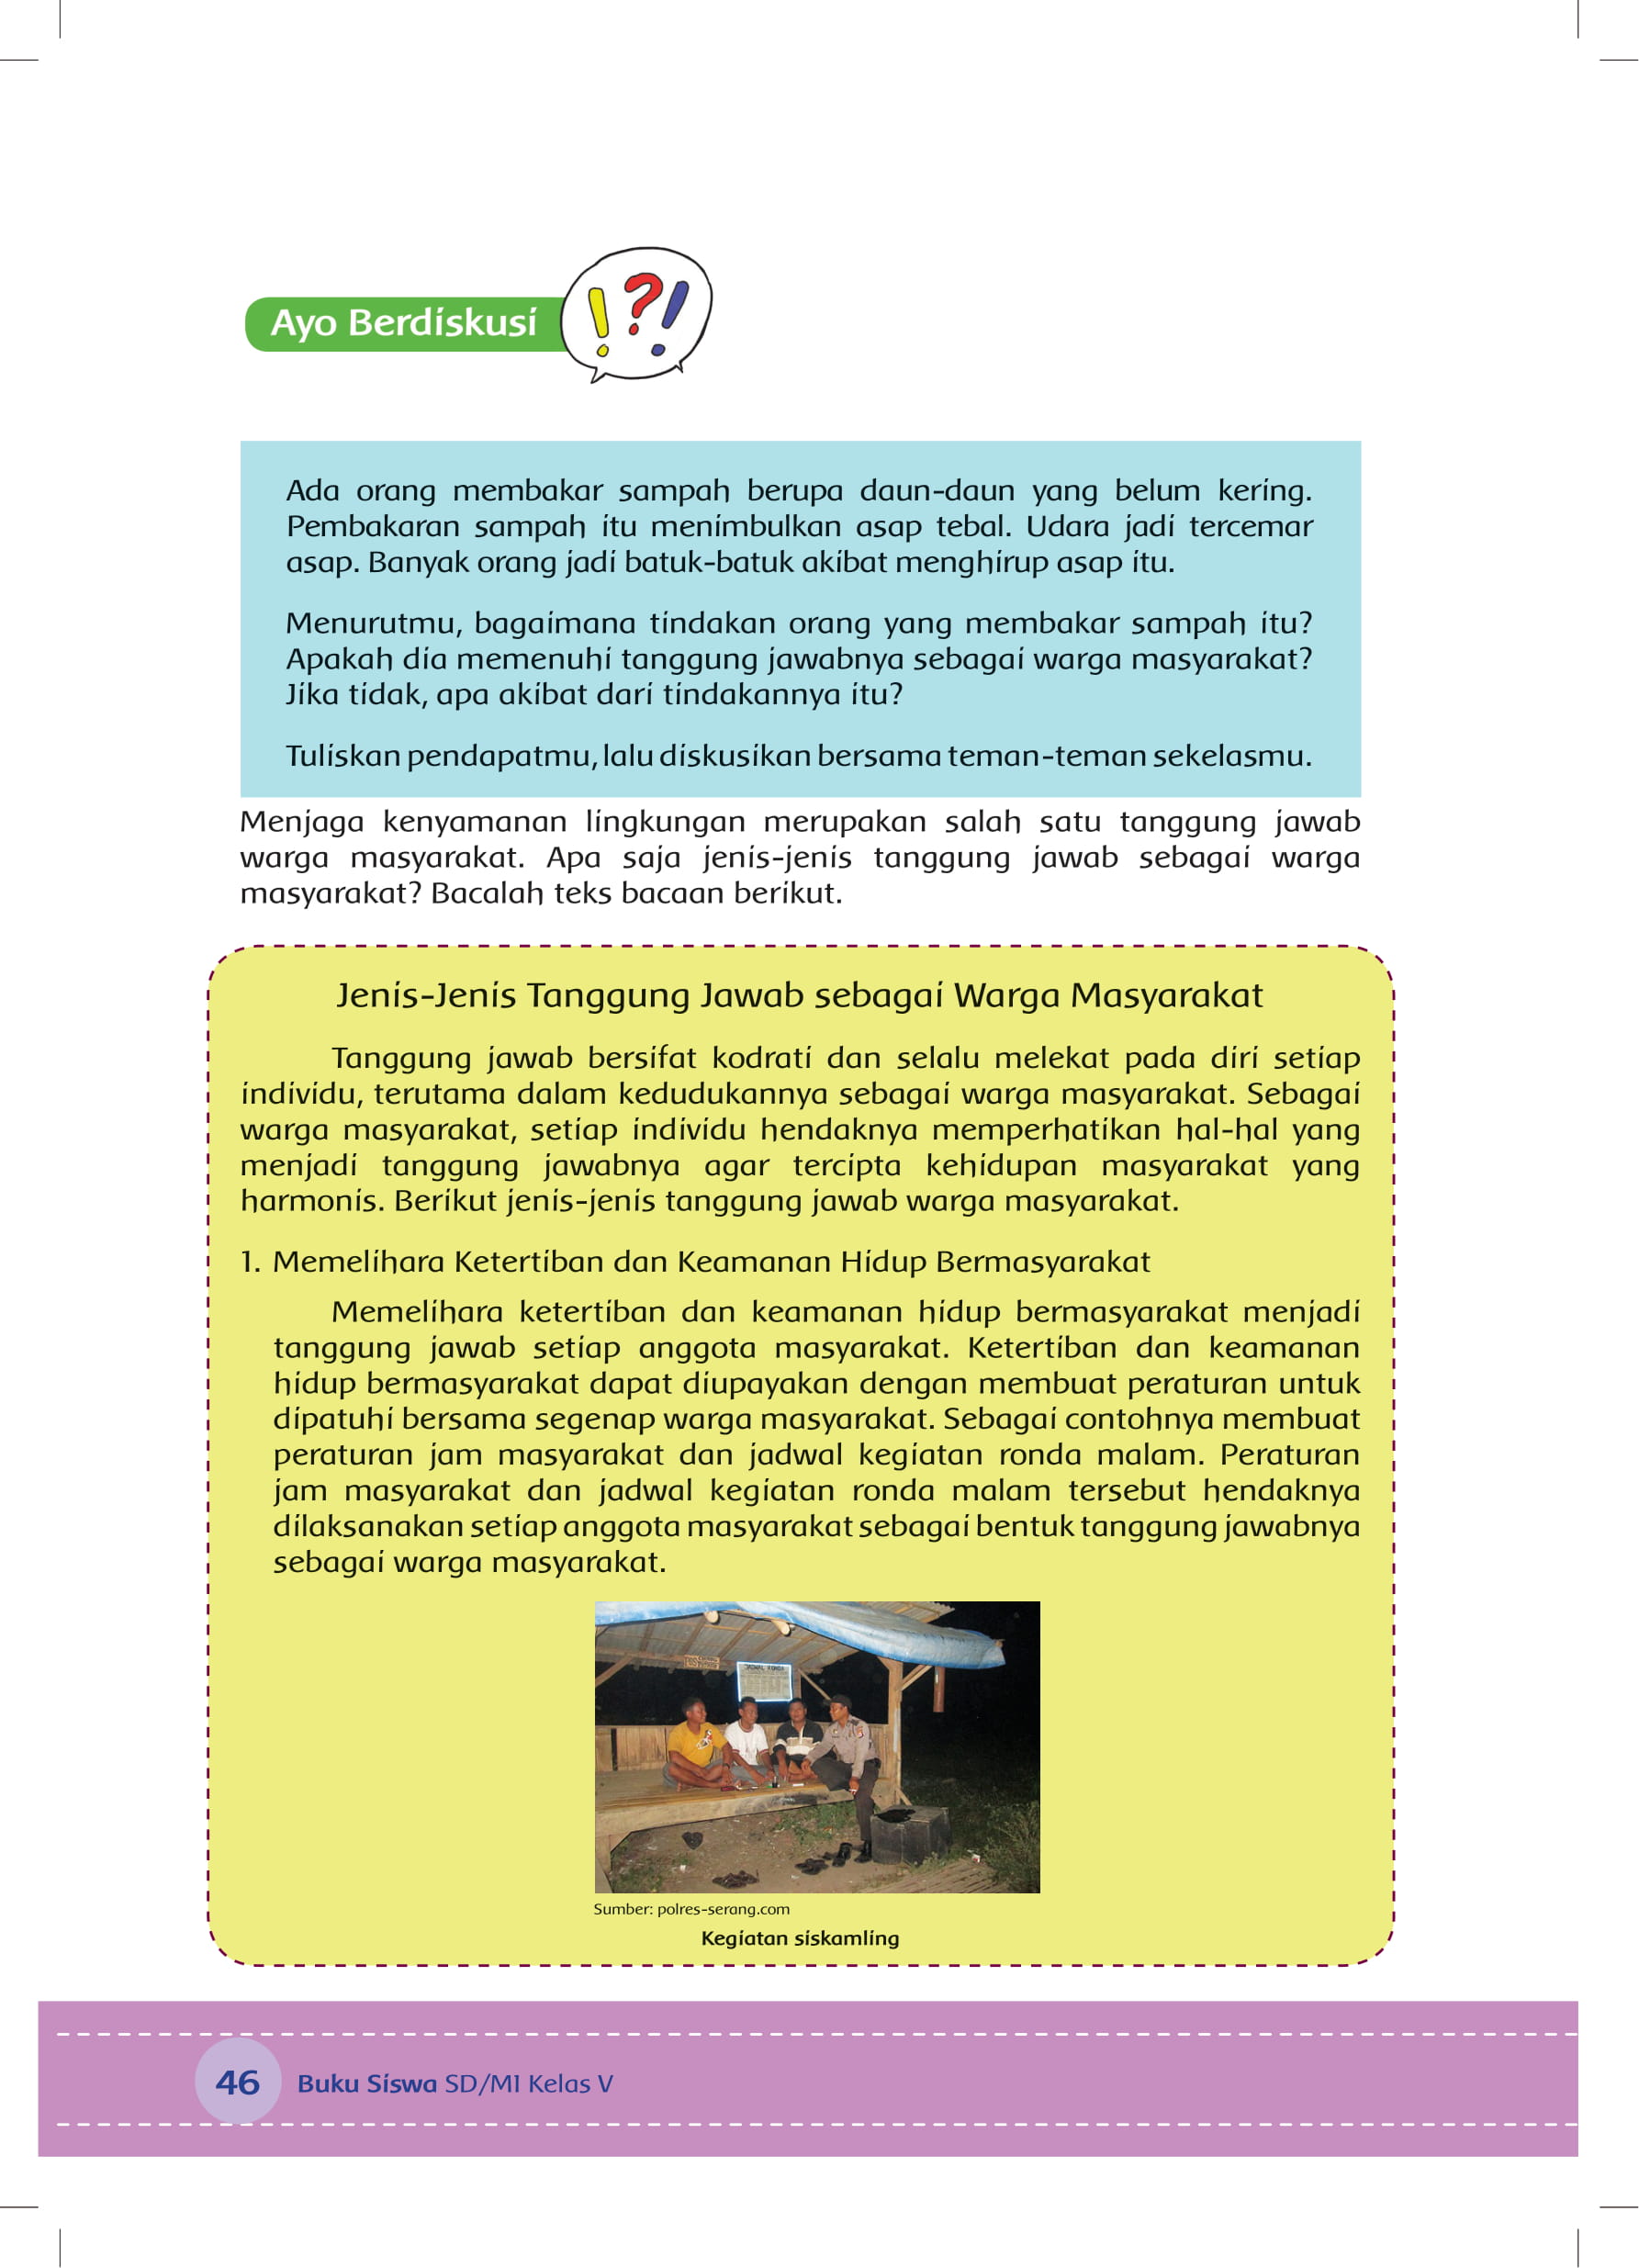 Ayo Berdiskusi
Ada orang membakar sampah berupa daun-daun yang belum kering.
Pembakaran sampah itu menimbulkan asap tebal. Udara jadi tercemar
asap. Banyak orang jadi batuk-batuk akibat menghirup asap itu.
Menurutmu, bagaimana tindakan orang yang membakar sampah itu?
Apakah dia memenuhi tanggung jawabnya sebagai warga masyarakat?
Jika tidak, apa akibat dari tindakannya itu?
Tuliskan pendapatmu, lalu diskusikan bersama teman-teman sekelasmu.
Menjaga kenyamanan lingkungan merupakan salah satu tanggung jawab
warga masyarakat. Apa saja jenis-jenis tanggung jawab sebagai warga
masyarakat? Bacalah teks bacaan berikut.
Jenis-Jenis Tanggung Jawab sebagai Warga Masyarakat
Tanggung jawab bersifat kodrati dan selalu melekat pada diri setiap
individu, terutama dalam kedudukannya sebagai warga masyarakat. Sebagai
warga masyarakat, setiap individu hendaknya memperhatikan hal-hal yang
menjadi tanggung jawabnya agar tercipta kehidupan masyarakat yang
harmonis. Berikut jenis-jenis tanggung jawab warga masyarakat.
1. Memelihara Ketertiban dan Keamanan Hidup Bermasyarakat
Memelihara ketertiban dan keamanan hidup bermasyarakat menjadi
tanggung jawab setiap anggota masyarakat. Ketertiban dan keamanan
hidup bermasyarakat dapat diupayakan dengan membuat peraturan untuk
dipatuhi bersama segenap warga masyarakat. Sebagai contohnya membuat
peraturan jam masyarakat dan jadwal kegiatan ronda malam. Peraturan
jam masyarakat dan jadwal kegiatan ronda malam tersebut hendaknya
dilaksanakan setiap anggota masyarakat sebagai bentuk tanggung jawabnya
sebagai warga masyarakat.
Sumber: polres-serang.com
Kegiatan siskamling
46
Buku Siswa SD/MI Kelas V